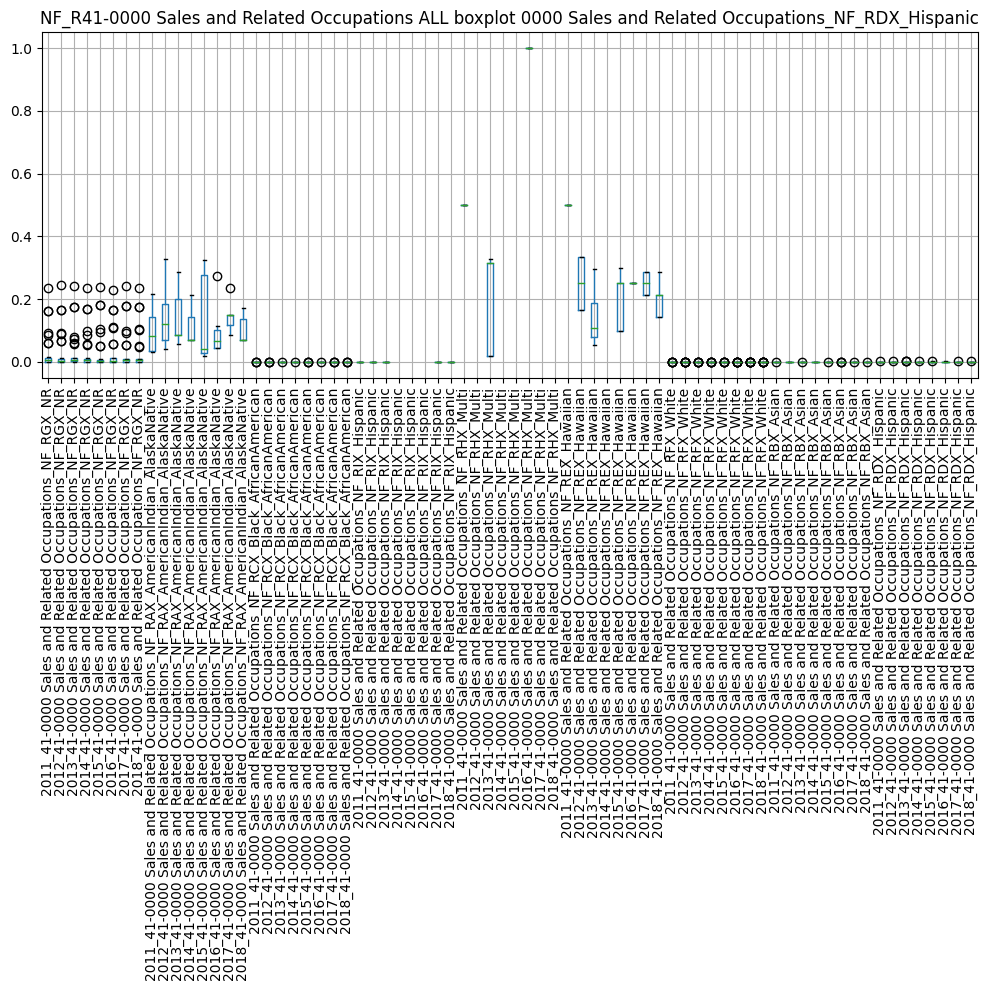 NF_R41-0000 Sales and Related Occupations ALL boxplot 0000 Sales and Related Occupations_NF_RDX_Hispanic
1.0
0.8
0.6
0.4
0.2
0.0
2011_41-0000 Sales and Related Occupations_NF_RGX_NR
2012_41-0000 Sales and Related Occupations_NF_RGX_NR
2013_41-0000 Sales and Related Occupations_NF_RGX_NR
2014_41-0000 Sales and Related Occupations_NF_RGX_NR
2015_41-0000 Sales and Related Occupations_NF_RGX_NR
2016_41-0000 Sales and Related Occupations_NF_RGX_NR
2017_41-0000 Sales and Related Occupations_NF_RGX_NR
2018_41-0000 Sales and Related Occupations_NF_RGX_NR
2011_41-0000 Sales and Related Occupations_NF_RAX_AmericanIndian_AlaskaNative
2012_41-0000 Sales and Related Occupations_NF_RAX_AmericanIndian_AlaskaNative
2013_41-0000 Sales and Related Occupations_NF_RAX_AmericanIndian_AlaskaNative
2014_41-0000 Sales and Related Occupations_NF_RAX_AmericanIndian_AlaskaNative
2015_41-0000 Sales and Related Occupations_NF_RAX_AmericanIndian_AlaskaNative
2016_41-0000 Sales and Related Occupations_NF_RAX_AmericanIndian_AlaskaNative
2017_41-0000 Sales and Related Occupations_NF_RAX_AmericanIndian_AlaskaNative
2018_41-0000 Sales and Related Occupations_NF_RAX_AmericanIndian_AlaskaNative
2011_41-0000 Sales and Related Occupations_NF_RCX_Black_AfricanAmerican
2012_41-0000 Sales and Related Occupations_NF_RCX_Black_AfricanAmerican
2013_41-0000 Sales and Related Occupations_NF_RCX_Black_AfricanAmerican
2014_41-0000 Sales and Related Occupations_NF_RCX_Black_AfricanAmerican
2015_41-0000 Sales and Related Occupations_NF_RCX_Black_AfricanAmerican
2016_41-0000 Sales and Related Occupations_NF_RCX_Black_AfricanAmerican
2017_41-0000 Sales and Related Occupations_NF_RCX_Black_AfricanAmerican
2018_41-0000 Sales and Related Occupations_NF_RCX_Black_AfricanAmerican
2011_41-0000 Sales and Related Occupations_NF_RIX_Hispanic
2012_41-0000 Sales and Related Occupations_NF_RIX_Hispanic
2013_41-0000 Sales and Related Occupations_NF_RIX_Hispanic
2014_41-0000 Sales and Related Occupations_NF_RIX_Hispanic
2015_41-0000 Sales and Related Occupations_NF_RIX_Hispanic
2016_41-0000 Sales and Related Occupations_NF_RIX_Hispanic
2017_41-0000 Sales and Related Occupations_NF_RIX_Hispanic
2018_41-0000 Sales and Related Occupations_NF_RIX_Hispanic
2011_41-0000 Sales and Related Occupations_NF_RHX_Multi
2012_41-0000 Sales and Related Occupations_NF_RHX_Multi
2013_41-0000 Sales and Related Occupations_NF_RHX_Multi
2014_41-0000 Sales and Related Occupations_NF_RHX_Multi
2015_41-0000 Sales and Related Occupations_NF_RHX_Multi
2016_41-0000 Sales and Related Occupations_NF_RHX_Multi
2017_41-0000 Sales and Related Occupations_NF_RHX_Multi
2018_41-0000 Sales and Related Occupations_NF_RHX_Multi
2011_41-0000 Sales and Related Occupations_NF_REX_Hawaiian
2012_41-0000 Sales and Related Occupations_NF_REX_Hawaiian
2013_41-0000 Sales and Related Occupations_NF_REX_Hawaiian
2014_41-0000 Sales and Related Occupations_NF_REX_Hawaiian
2015_41-0000 Sales and Related Occupations_NF_REX_Hawaiian
2016_41-0000 Sales and Related Occupations_NF_REX_Hawaiian
2017_41-0000 Sales and Related Occupations_NF_REX_Hawaiian
2018_41-0000 Sales and Related Occupations_NF_REX_Hawaiian
2011_41-0000 Sales and Related Occupations_NF_RFX_White
2012_41-0000 Sales and Related Occupations_NF_RFX_White
2013_41-0000 Sales and Related Occupations_NF_RFX_White
2014_41-0000 Sales and Related Occupations_NF_RFX_White
2015_41-0000 Sales and Related Occupations_NF_RFX_White
2016_41-0000 Sales and Related Occupations_NF_RFX_White
2017_41-0000 Sales and Related Occupations_NF_RFX_White
2018_41-0000 Sales and Related Occupations_NF_RFX_White
2011_41-0000 Sales and Related Occupations_NF_RBX_Asian
2012_41-0000 Sales and Related Occupations_NF_RBX_Asian
2013_41-0000 Sales and Related Occupations_NF_RBX_Asian
2014_41-0000 Sales and Related Occupations_NF_RBX_Asian
2015_41-0000 Sales and Related Occupations_NF_RBX_Asian
2016_41-0000 Sales and Related Occupations_NF_RBX_Asian
2017_41-0000 Sales and Related Occupations_NF_RBX_Asian
2018_41-0000 Sales and Related Occupations_NF_RBX_Asian
2011_41-0000 Sales and Related Occupations_NF_RDX_Hispanic
2012_41-0000 Sales and Related Occupations_NF_RDX_Hispanic
2013_41-0000 Sales and Related Occupations_NF_RDX_Hispanic
2014_41-0000 Sales and Related Occupations_NF_RDX_Hispanic
2015_41-0000 Sales and Related Occupations_NF_RDX_Hispanic
2016_41-0000 Sales and Related Occupations_NF_RDX_Hispanic
2017_41-0000 Sales and Related Occupations_NF_RDX_Hispanic
2018_41-0000 Sales and Related Occupations_NF_RDX_Hispanic